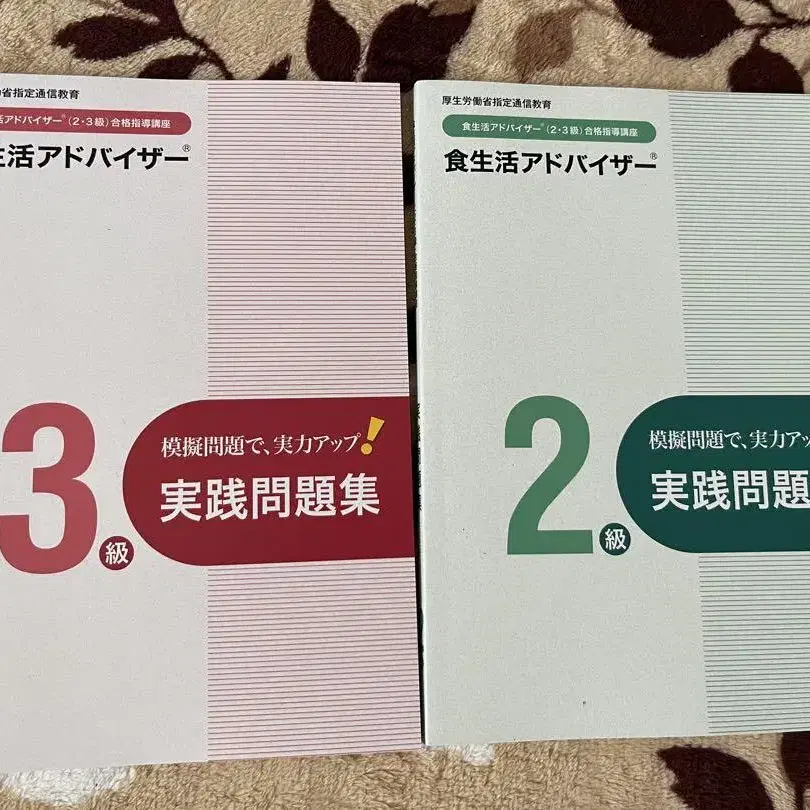 省指定通信教育
活アドバイザー®(2・3級)合格指導講座
生活アドバイザー®
3級
模擬問題で、実力アップ!
実践問題集
厚生労働省指定通信教育
食生活アドバイザー®(2・3級)合格指導講座
食生活アドバイザー®
2級
模擬問題で、実力アッ
実践問題